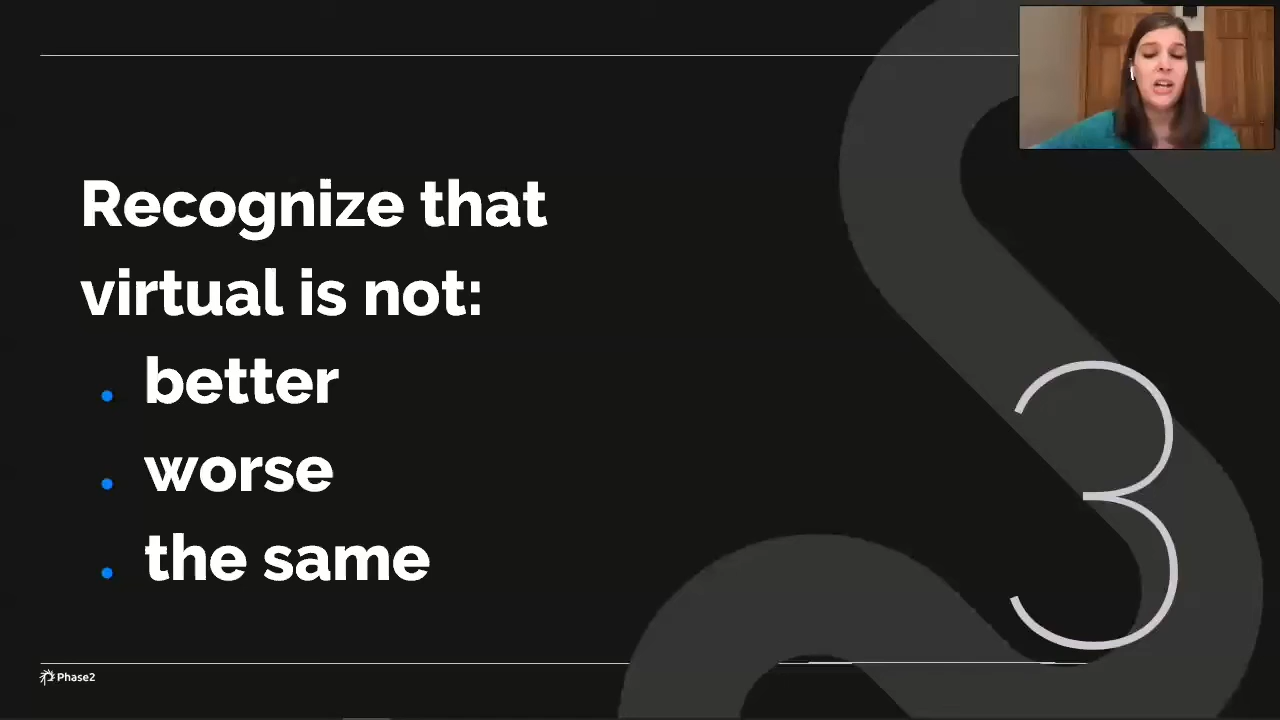 Recognize that
virtual is not:
better
worse
the same
3
Phase2